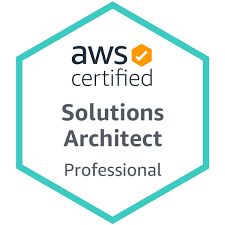 aws
certified
Solutions
Architect
Professional